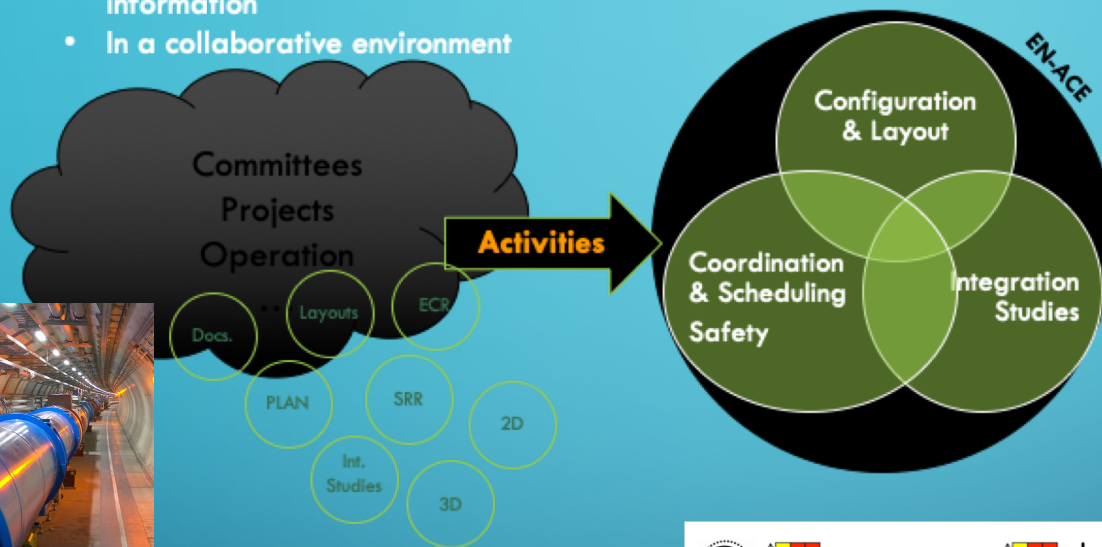 information
• In a collaborative environment
Committees
Projects
Operation
...
Activities
EN-ACE
Configuration
& Layout
Coordination
& Scheduling
Safety
Integration
Studies
Docs.
Layouts
ECR
PLAN
SRR
2D
Int.
Studies
3D